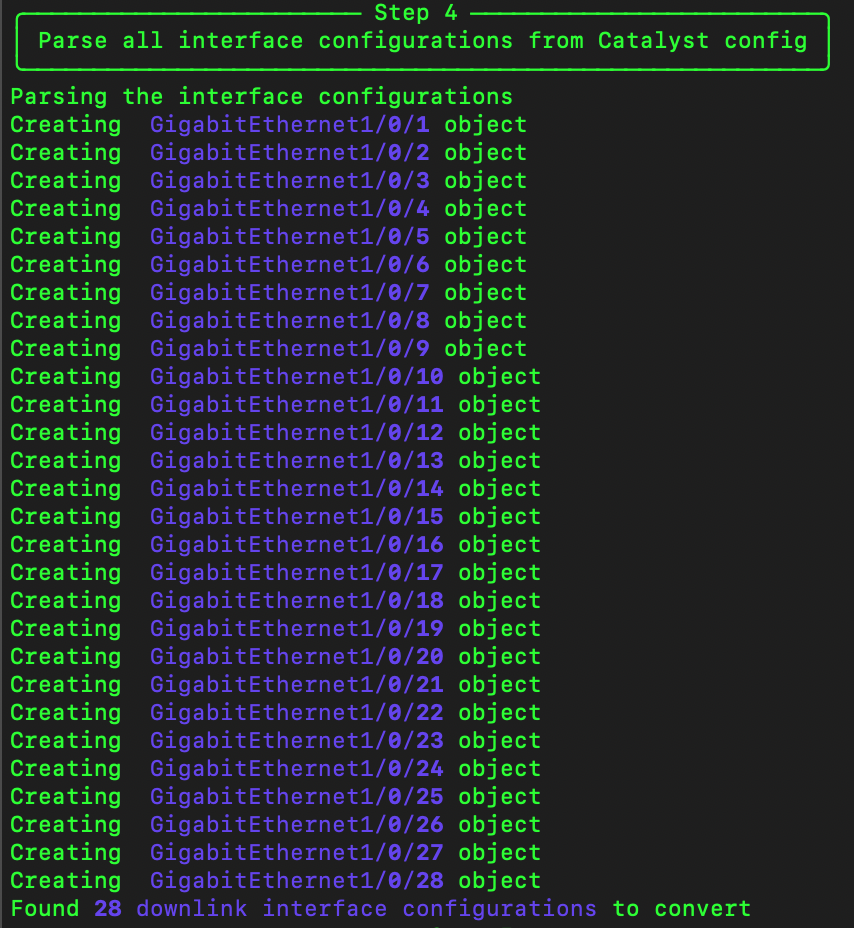 Step 4
Parse all interface configurations from Catalyst config
Parsing the interface configurations
Creating  GigabitEthernet1/0/1 object
Creating  GigabitEthernet1/0/2 object
Creating  GigabitEthernet1/0/3 object
Creating  GigabitEthernet1/0/4 object
Creating  GigabitEthernet1/0/5 object
Creating  GigabitEthernet1/0/6 object
Creating  GigabitEthernet1/0/7 object
Creating  GigabitEthernet1/0/8 object
Creating  GigabitEthernet1/0/9 object
Creating  GigabitEthernet1/0/10 object
Creating  GigabitEthernet1/0/11 object
Creating  GigabitEthernet1/0/12 object
Creating  GigabitEthernet1/0/13 object
Creating  GigabitEthernet1/0/14 object
Creating  GigabitEthernet1/0/15 object
Creating  GigabitEthernet1/0/16 object
Creating  GigabitEthernet1/0/17 object
Creating  GigabitEthernet1/0/18 object
Creating  GigabitEthernet1/0/19 object
Creating  GigabitEthernet1/0/20 object
Creating  GigabitEthernet1/0/21 object
Creating  GigabitEthernet1/0/22 object
Creating  GigabitEthernet1/0/23 object
Creating  GigabitEthernet1/0/24 object
Creating  GigabitEthernet1/0/25 object
Creating  GigabitEthernet1/0/26 object
Creating  GigabitEthernet1/0/27 object
Creating  GigabitEthernet1/0/28 object
Found 28 downlink interface configurations to convert